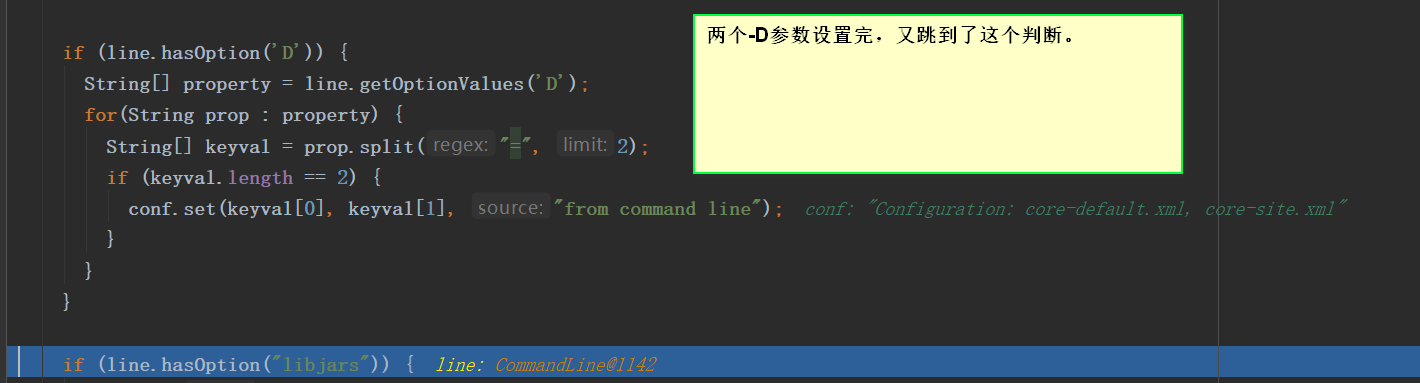 if (line.hasOption('D')) {
String[] property = line.getOptionValues('D');
for(String prop : property) {
String[] keyval = prop.split( regex: "=", limit: 2);
if (keyval.length == 2) {
conf.set(keyval[0], keyval[1], source: "from command line"); conf: "Configuration: core-default.xml, core-site.xml"
}
}
}
if (line.hasOption("libjars")) { line: CommandLine@1142
两个-D参数设置完，又跳到了这个判断。